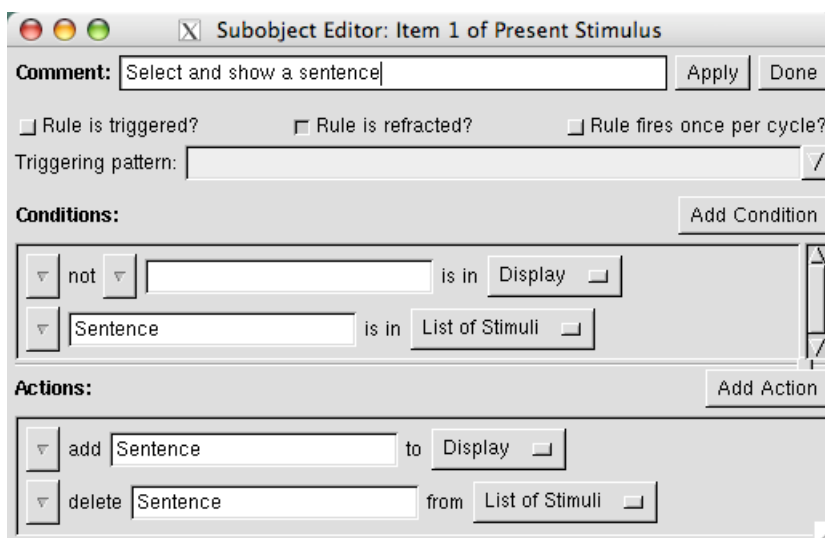 X Subobject Editor: Item 1 of Present Stimulus
Comment: Select and show a sentence Apply Done
Rule is triggered? Rule is refracted? Rule fires once per cycle?
Triggering pattern:
Conditions: Add Condition
not is in Display
Sentence is in List of Stimuli
Actions: Add Action
add Sentence to Display
delete Sentence from List of Stimuli